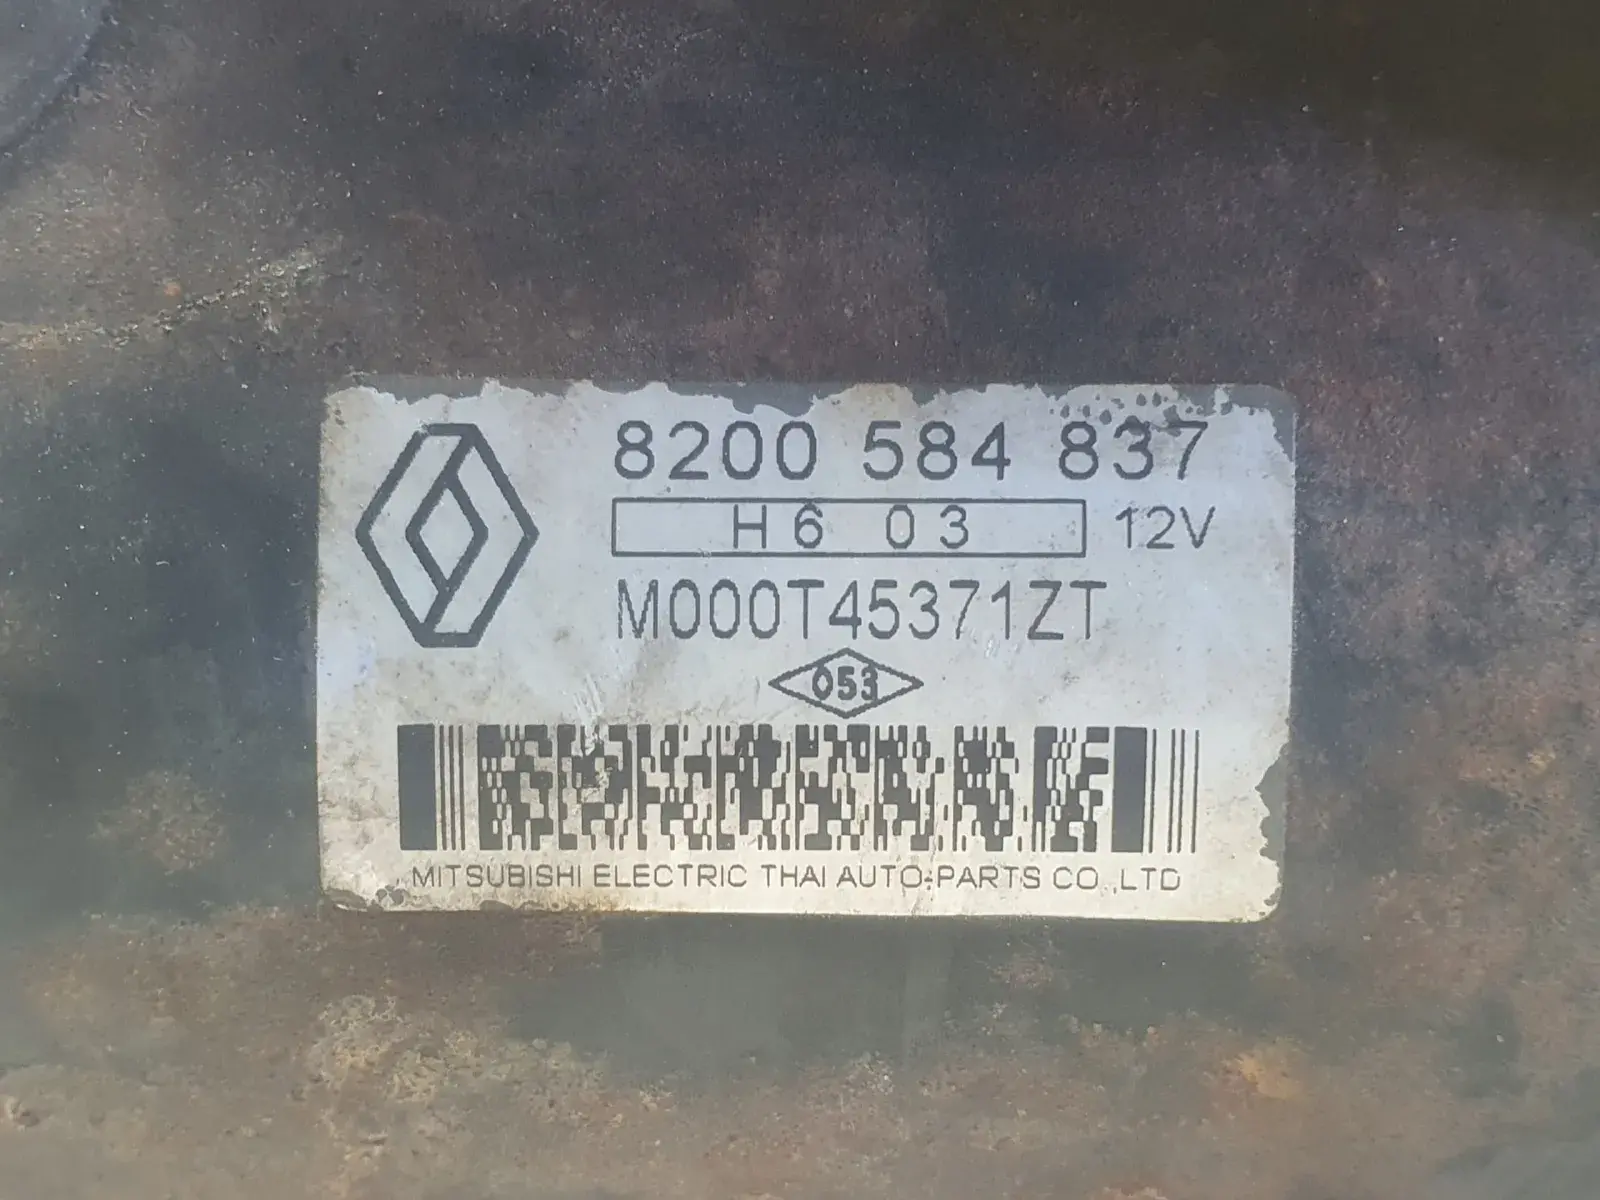 8200 584 837
H6 03 12V
M000T45371ZT
053
MITSUBISHI ELECTRIC THAI AUTO-PARTS CO.,LTD